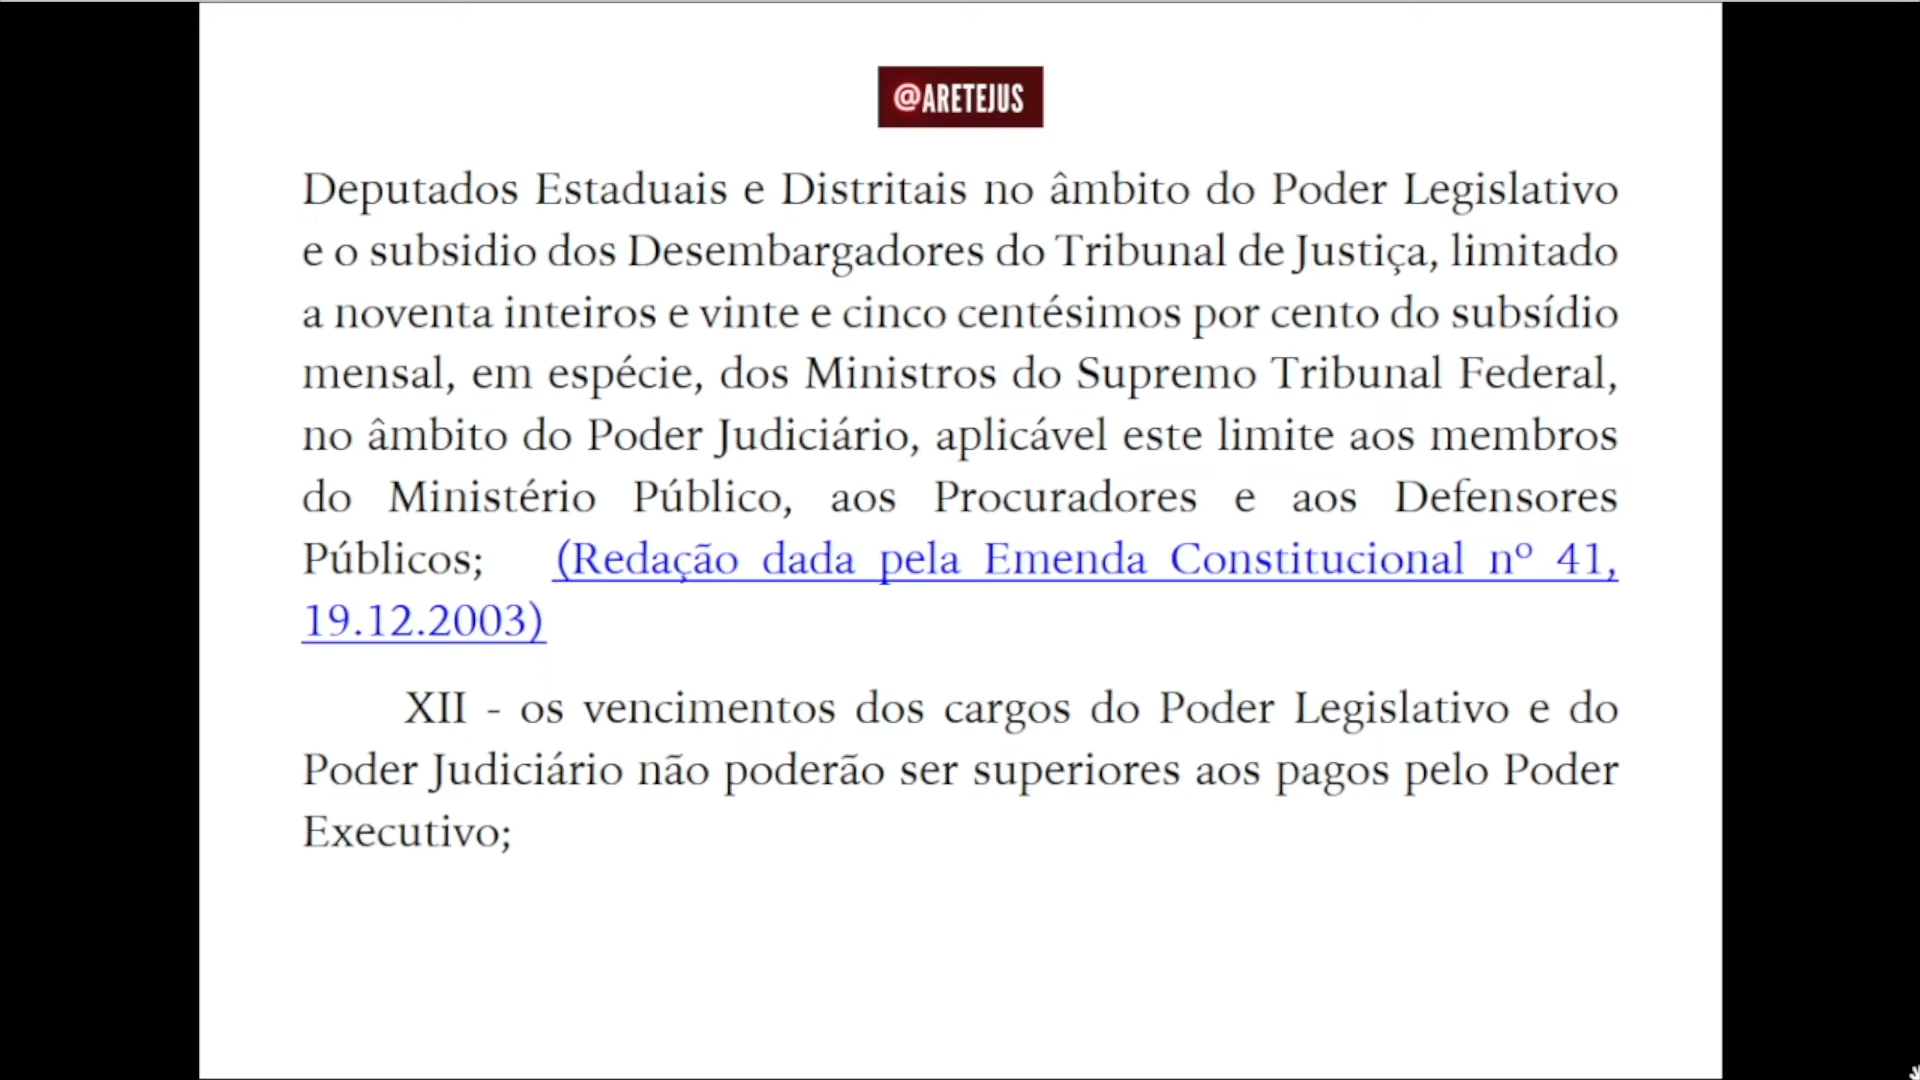 @ARETEJUS
Deputados Estaduais e Distritais no âmbito do Poder Legislativo
e o subsidio dos Desembargadores do Tribunal de Justiça, limitado
a noventa inteiros e vinte e cinco centésimos por cento do subsídio
mensal, em espécie, dos Ministros do Supremo Tribunal Federal,
no âmbito do Poder Judiciário, aplicável este limite aos membros
do Ministério Público, aos Procuradores e aos Defensores
Públicos; (Redação dada pela Emenda Constitucional nº 41,
19.12.2003)
XII - os vencimentos dos cargos do Poder Legislativo e do
Poder Judiciário não poderão ser superiores aos pagos pelo Poder
Executivo;